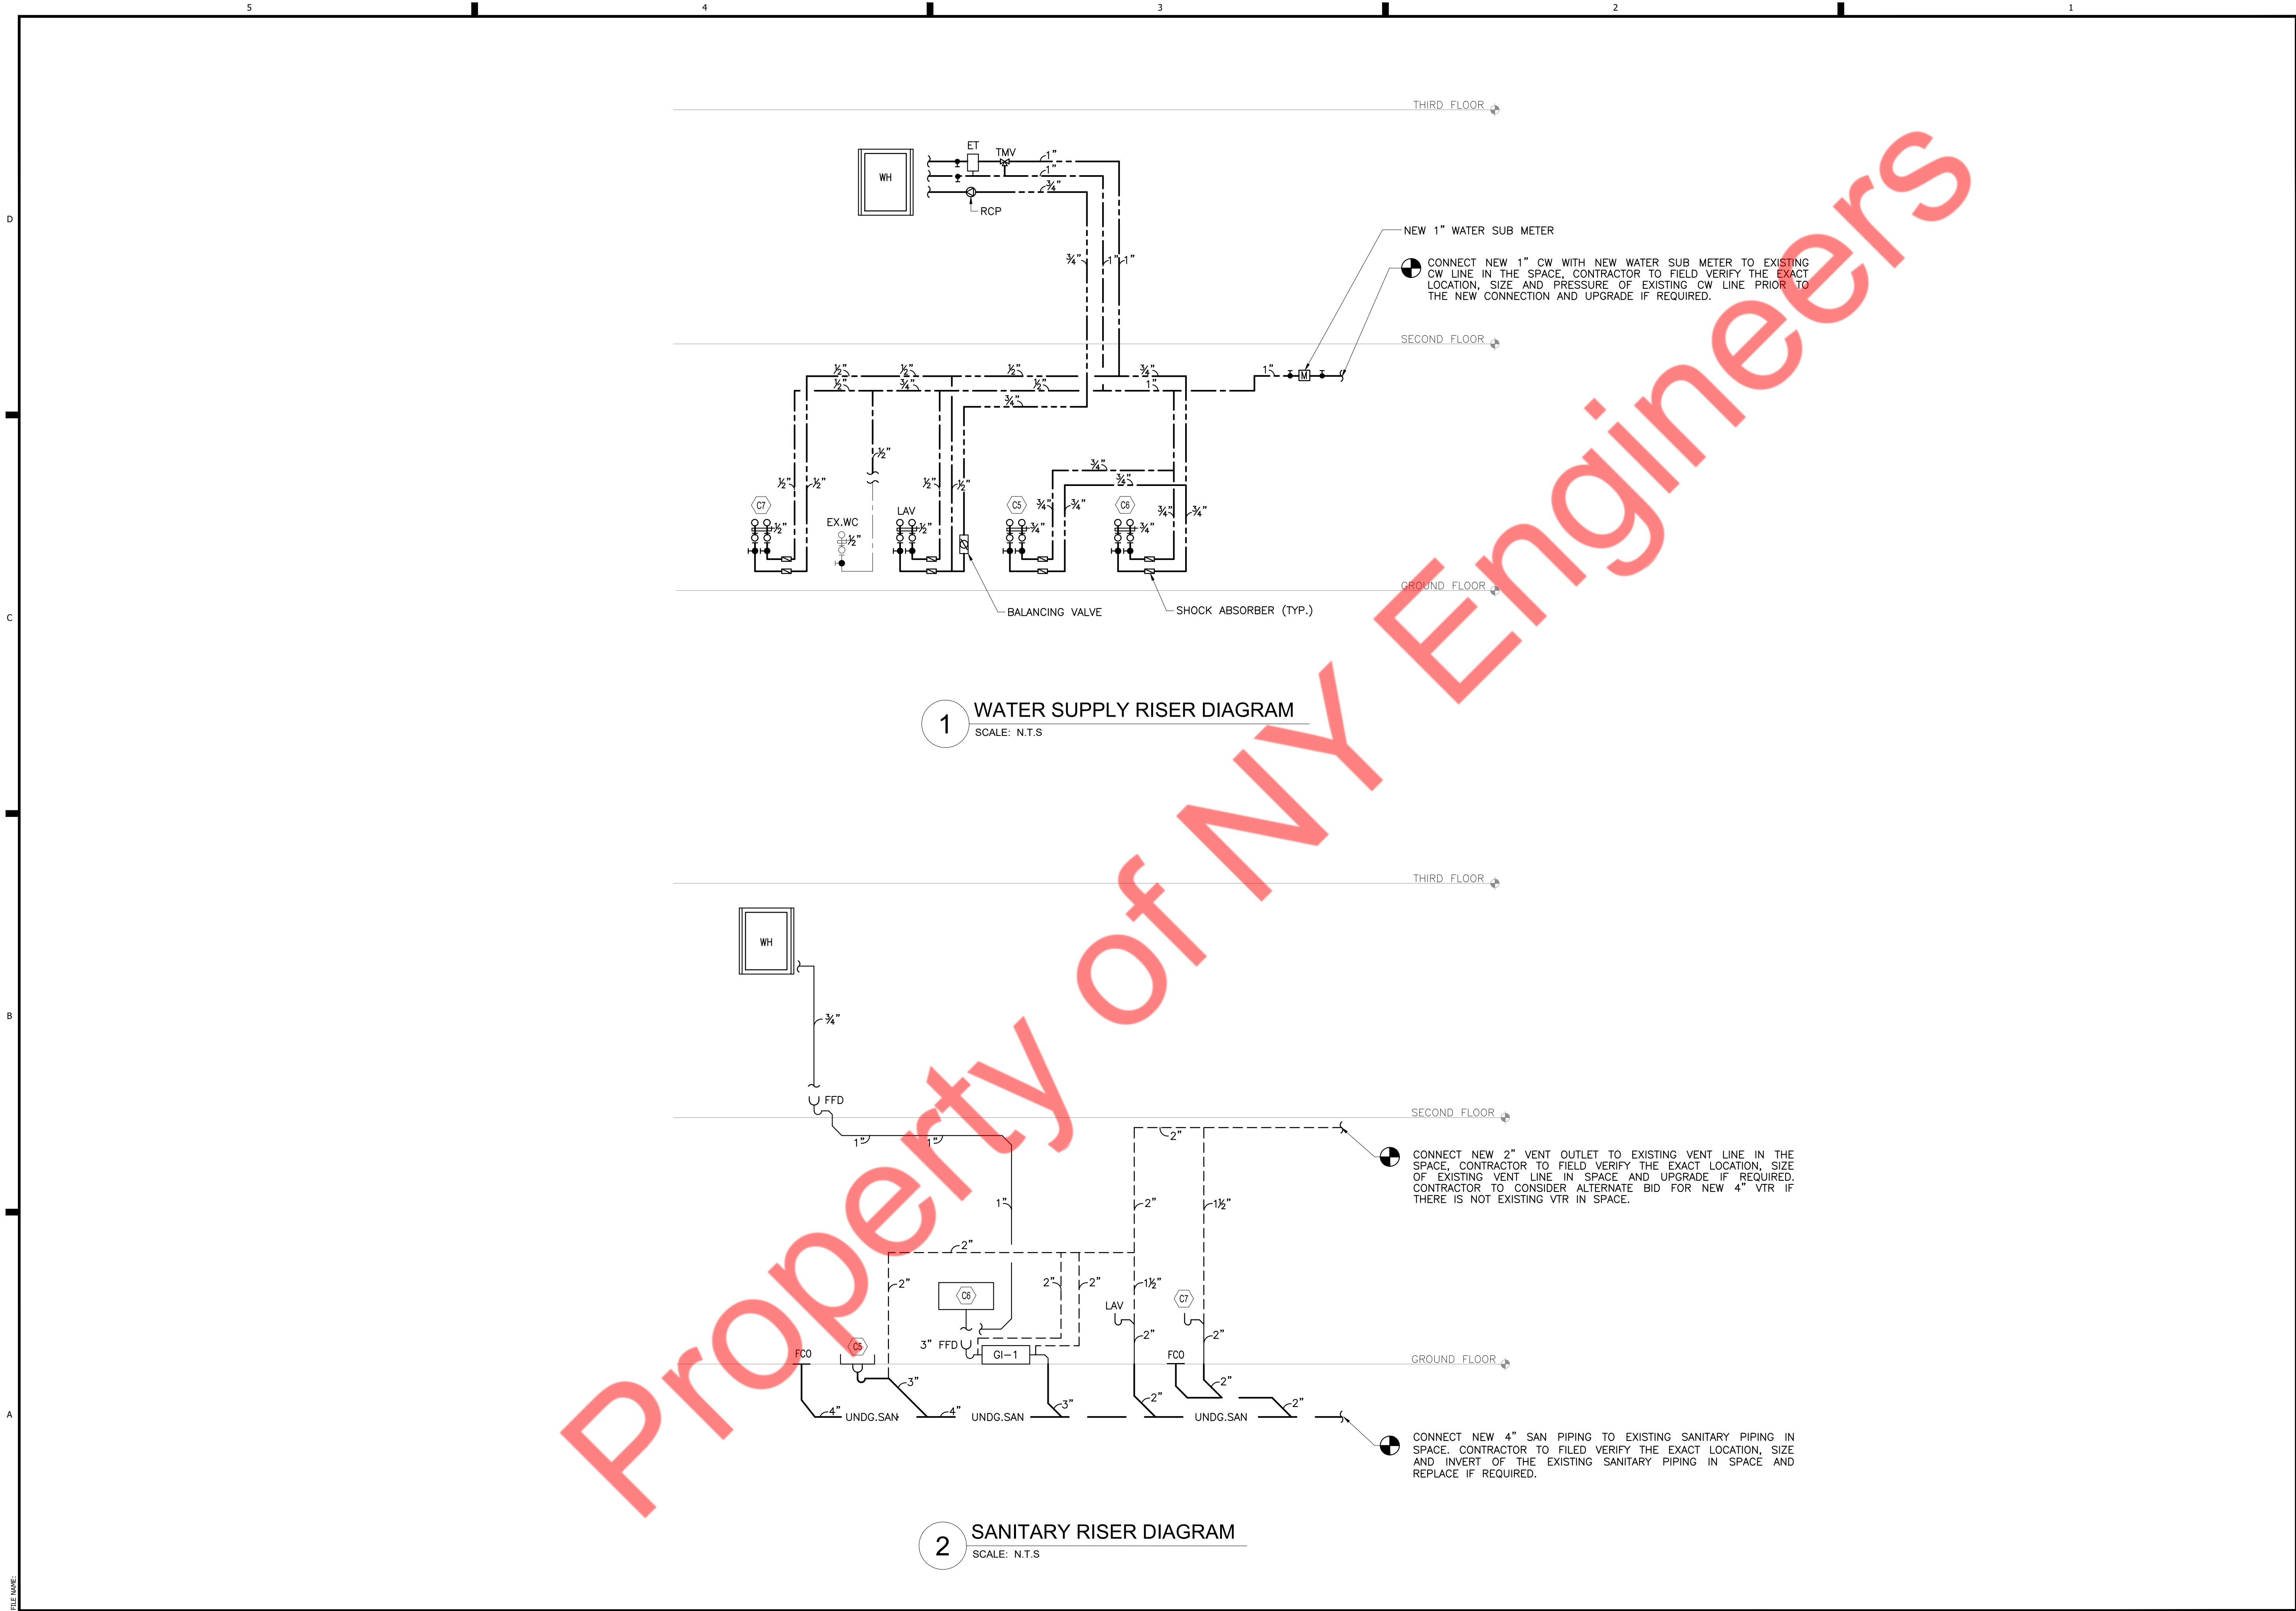 5 4 3 2 1
THIRD FLOOR
ET
TMV
1"
1"
WH
¾"
RCP
D
NEW 1" WATER SUB METER
¾" 1" 1"
CONNECT NEW 1" CW WITH NEW WATER SUB METER TO EXISTING
CW LINE IN THE SPACE, CONTRACTOR TO FIELD VERIFY THE EXACT
LOCATION, SIZE AND PRESSURE OF EXISTING CW LINE PRIOR TO
THE NEW CONNECTION AND UPGRADE IF REQUIRED.
SECOND FLOOR
½" ½" ½" ¾" 1" M
½" ¾" ½" 1"
¾"
½"
¾"
¾"
½" ½" ½" ½"
C7 LAV C5 ¾" ¾" C6 ¾" ¾"
EX.WC
½" ½" ½" ¾" ¾"
GROUND FLOOR
BALANCING VALVE
SHOCK ABSORBER (TYP.)
C
1 WATER SUPPLY RISER DIAGRAM
SCALE: N.T.S
THIRD FLOOR
WH
B
¾"
FFD
SECOND FLOOR
1" 1" 2"
CONNECT NEW 2" VENT OUTLET TO EXISTING VENT LINE IN THE
SPACE, CONTRACTOR TO FIELD VERIFY THE EXACT LOCATION, SIZE
OF EXISTING VENT LINE IN SPACE AND UPGRADE IF REQUIRED.
CONTRACTOR TO CONSIDER ALTERNATE BID FOR NEW 4" VTR IF
THERE IS NOT EXISTING VTR IN SPACE.
1" 2" 1½"
2"
2" 2" 2" 1½"
C6
LAV C7
3" FFD 2" 2"
FCO C5 GI-1 FCO
GROUND FLOOR
3" 2"
2" 2"
3"
A
4" UNDG.SAN 4" UNDG.SAN UNDG.SAN
CONNECT NEW 4" SAN PIPING TO EXISTING SANITARY PIPING IN
SPACE. CONTRACTOR TO FILED VERIFY THE EXACT LOCATION, SIZE
AND INVERT OF THE EXISTING SANITARY PIPING IN SPACE AND
REPLACE IF REQUIRED.
2 SANITARY RISER DIAGRAM
SCALE: N.T.S
FILE NAME:
Property of NY Engineers